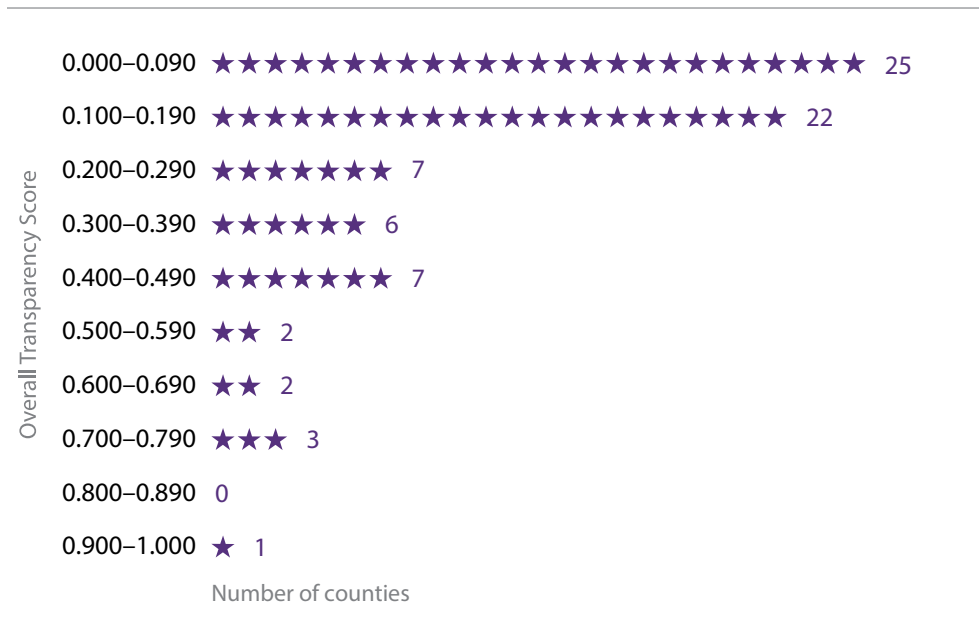 Overall Transparency Score
0.000–0.090 ★★★★★★★★★★★★★★★★★★★★★★★★★ 25
0.100–0.190 ★★★★★★★★★★★★★★★★★★★★★★ 22
0.200–0.290 ★★★★★★★ 7
0.300–0.390 ★★★★★★ 6
0.400–0.490 ★★★★★★★ 7
0.500–0.590 ★★ 2
0.600–0.690 ★★ 2
0.700–0.790 ★★★ 3
0.800–0.890 0
0.900–1.000 ★ 1
Number of counties